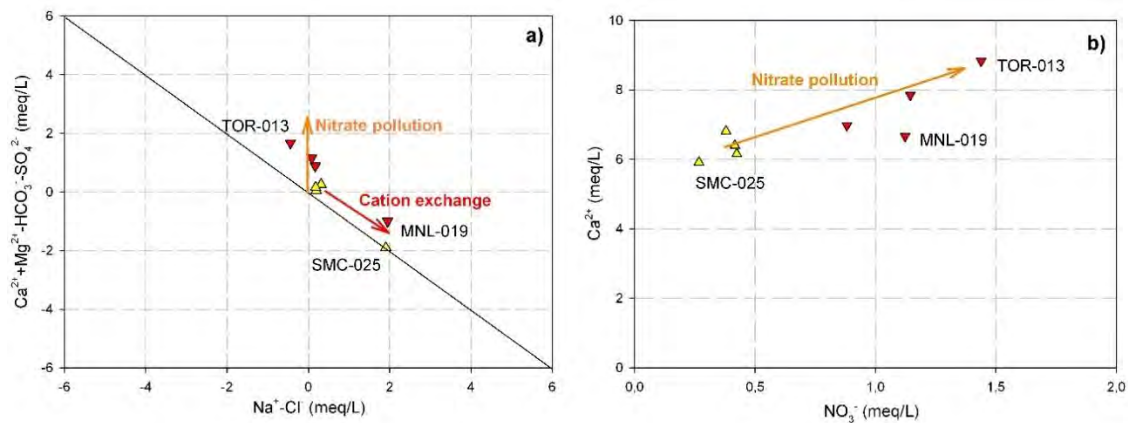 a)
Ca²⁺+Mg²⁺-HCO₃⁻-SO₄²⁻ (meq/L)
6
4
2
0
-2
-4
-6
TOR-013
Nitrate pollution
Cation exchange
MNL-019
SMC-025
-6 -4 -2 0 2 4 6
Na⁺-Cl⁻ (meq/L)
b)
Ca²⁺ (meq/L)
10
8
6
4
2
0
Nitrate pollution
TOR-013
MNL-019
SMC-025
0,0 0,5 1,0 1,5 2,0
NO₃⁻ (meq/L)